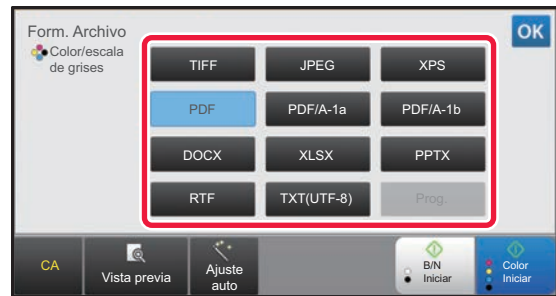 Form. Archivo
OK
Color/escala
de grises
TIFF JPEG XPS
PDF PDF/A-1a PDF/A-1b
DOCX XLSX PPTX
RTF TXT(UTF-8) Prog.
CA
Vista previa
Ajuste
auto
B/N
Iniciar
Color
Iniciar